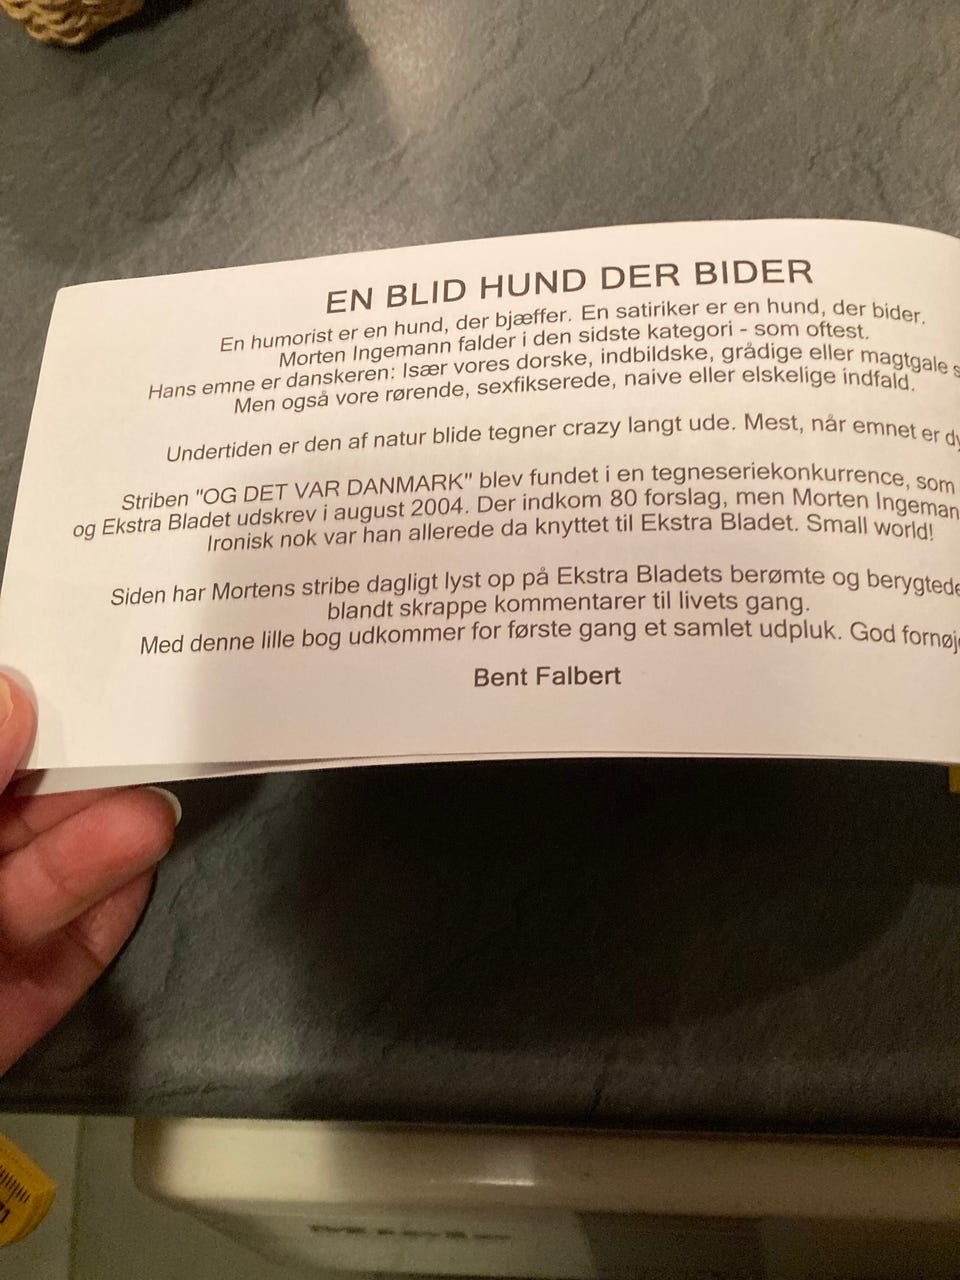 EN BLID HUND DER BIDER
En humorist er en hund, der bjæffer. En satiriker er en hund, der bider.
Morten Ingemann falder i den sidste kategori - som oftest.
Hans emne er danskeren: Især vores dorske, indbildske, grådige eller magtgale
Men også vore rørende, sexfikserede, naive eller elskelige indfald.
Undertiden er den af natur blide tegner crazy langt ude. Mest, når emnet er
Striben "OG DET VAR DANMARK" blev fundet i en tegneseriekonkurrence, som
og Ekstra Bladet udskrev i august 2004. Der indkom 80 forslag, men Morten Ingeman
Ironisk nok var han allerede da knyttet til Ekstra Bladet. Small world!
Siden har Mortens stribe dagligt lyst op på Ekstra Bladets berømte og berygtede
blandt skrappe kommentarer til livets gang.
Med denne lille bog udkommer for første gang et samlet udpluk. God fornøj
Bent Falbert